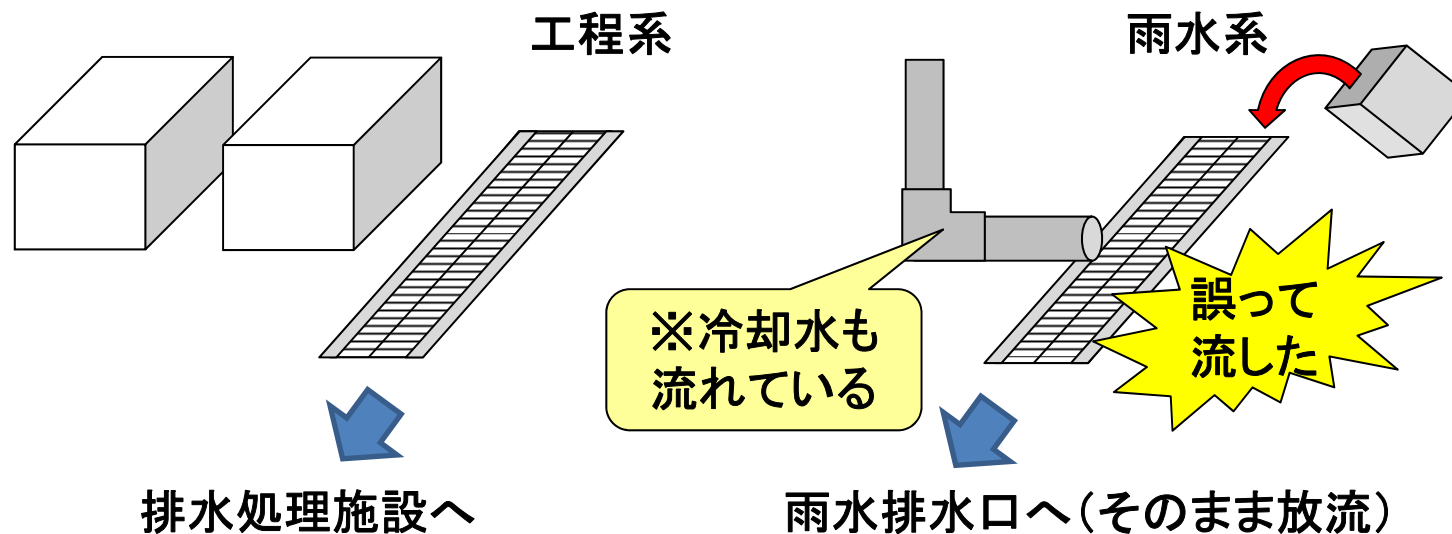 工程系
雨水系
※冷却水も
流れている
誤って
流した
排水処理施設へ
雨水排水口へ(そのまま放流)